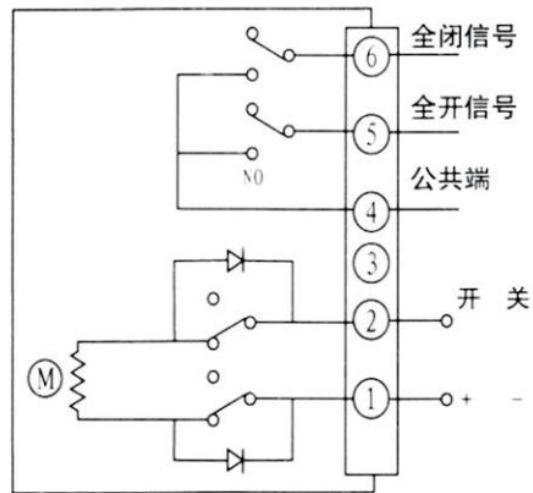 ⑥ 全闭信号
⑤ 全开信号
NO
④ 公共端
③
② 开 关
M
① + -